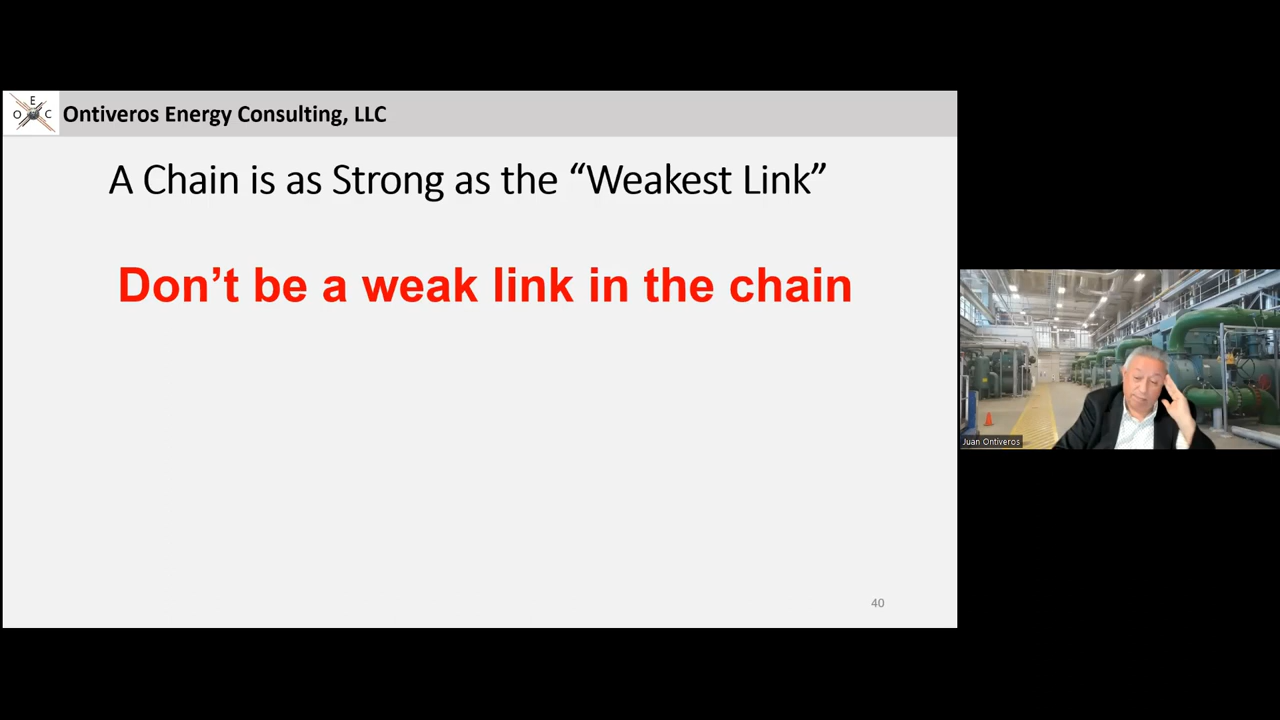 E
O C
Ontiveros Energy Consulting, LLC
A Chain is as Strong as the “Weakest Link”
Don’t be a weak link in the chain
Juan Ontiveros
40